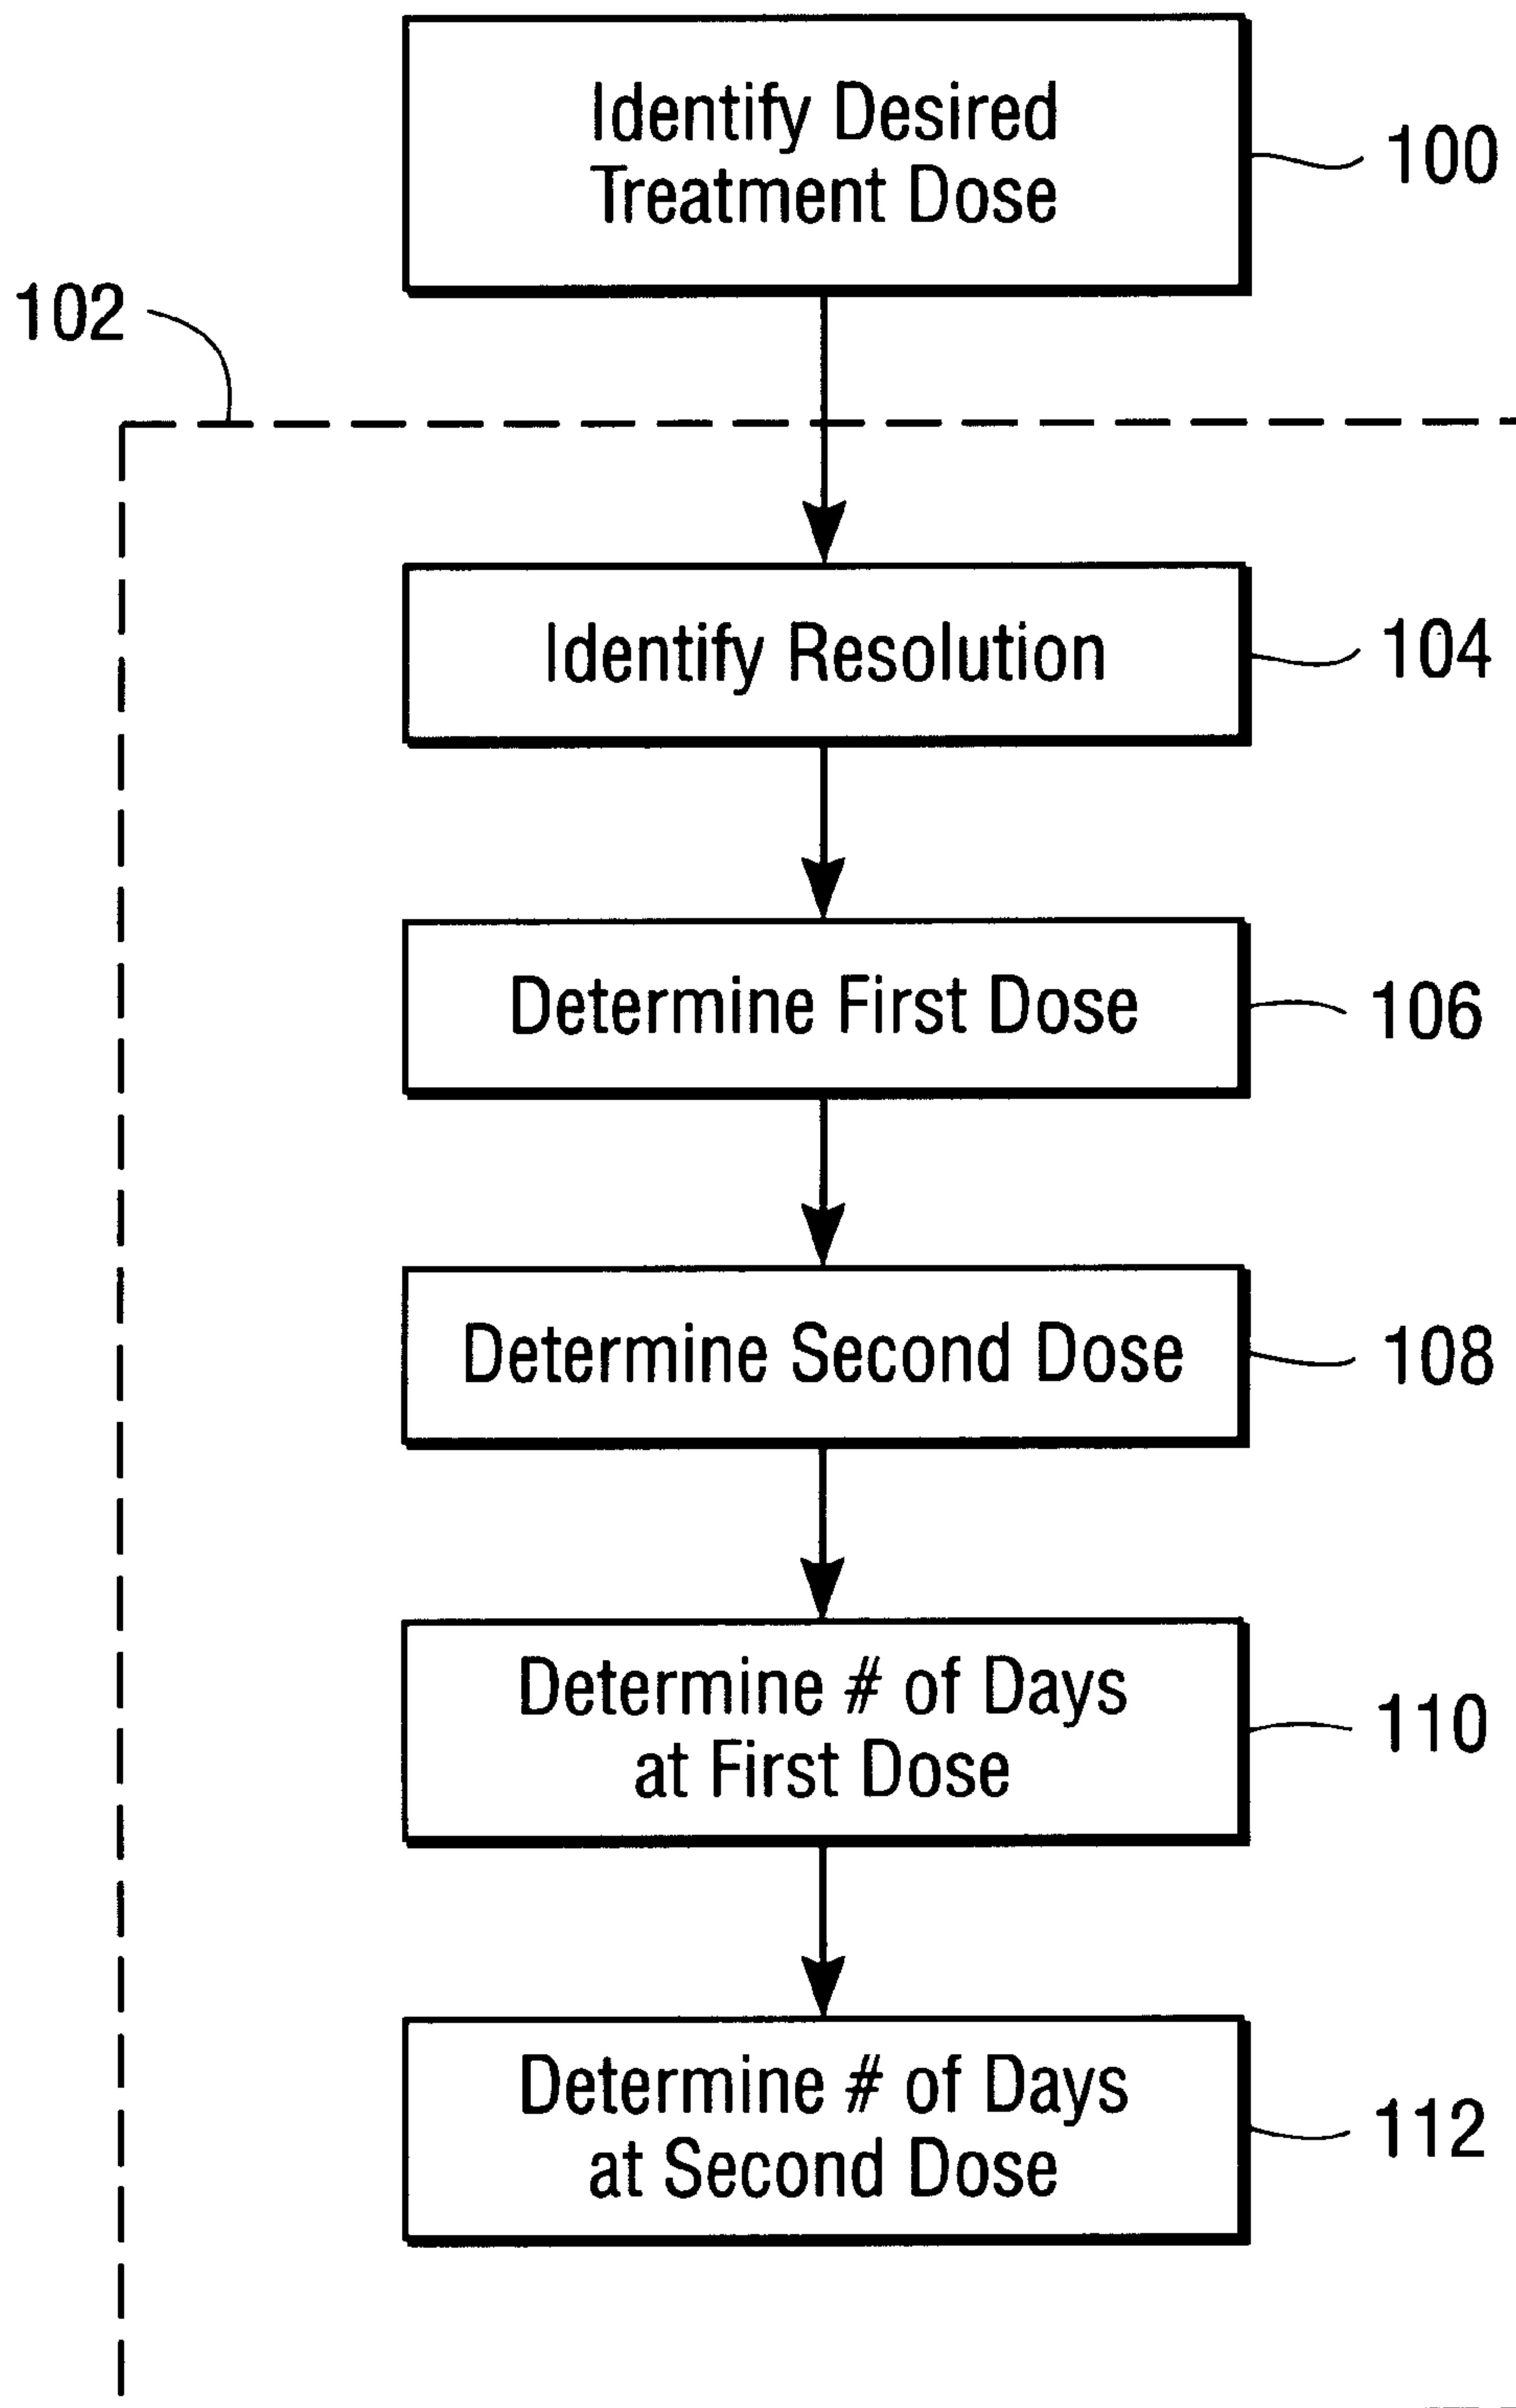 Identify Desired
Treatment Dose
100
102
Identify Resolution
104
Determine First Dose
106
Determine Second Dose
108
Determine # of Days
at First Dose
110
Determine # of Days
at Second Dose
112